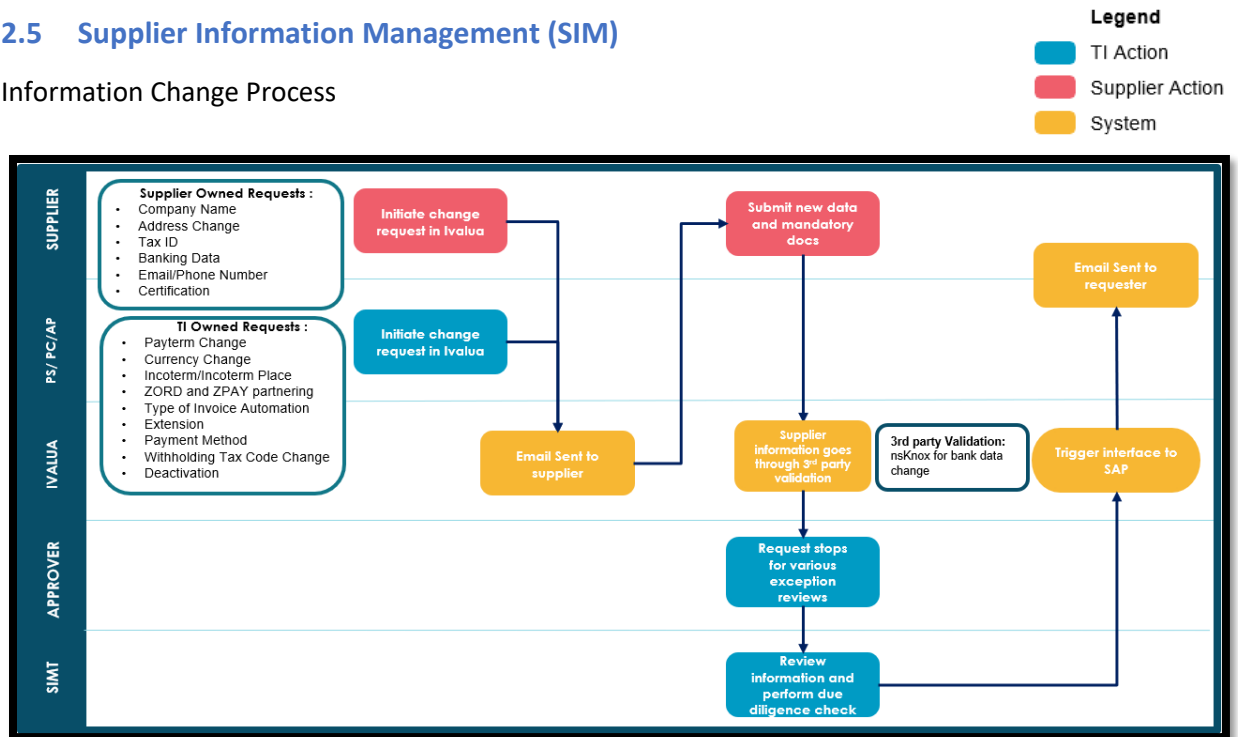 2.5 Supplier Information Management (SIM)
Information Change Process
Legend
TI Action
Supplier Action
System
SUPPLIER
Supplier Owned Requests :
• Company Name
• Address Change
• Tax ID
• Banking Data
• Email/Phone Number
• Certification
Initiate change
request in Ivalua
Submit new data
and mandatory
docs
Email Sent to
requester
PS/ PC/AP
TI Owned Requests :
• Payterm Change
• Currency Change
• Incoterm/Incoterm Place
• ZORD and ZPAY partnering
• Type of Invoice Automation
• Extension
• Payment Method
• Withholding Tax Code Change
• Deactivation
Initiate change
request in Ivalua
IVALUA
Email Sent to
supplier
Supplier
information goes
through 3rd party
validation
3rd party Validation:
nsKnox for bank data
change
Trigger interface to
SAP
APPROVER
Request stops
for various
exception
reviews
SIMT
Review
information and
perform due
diligence check